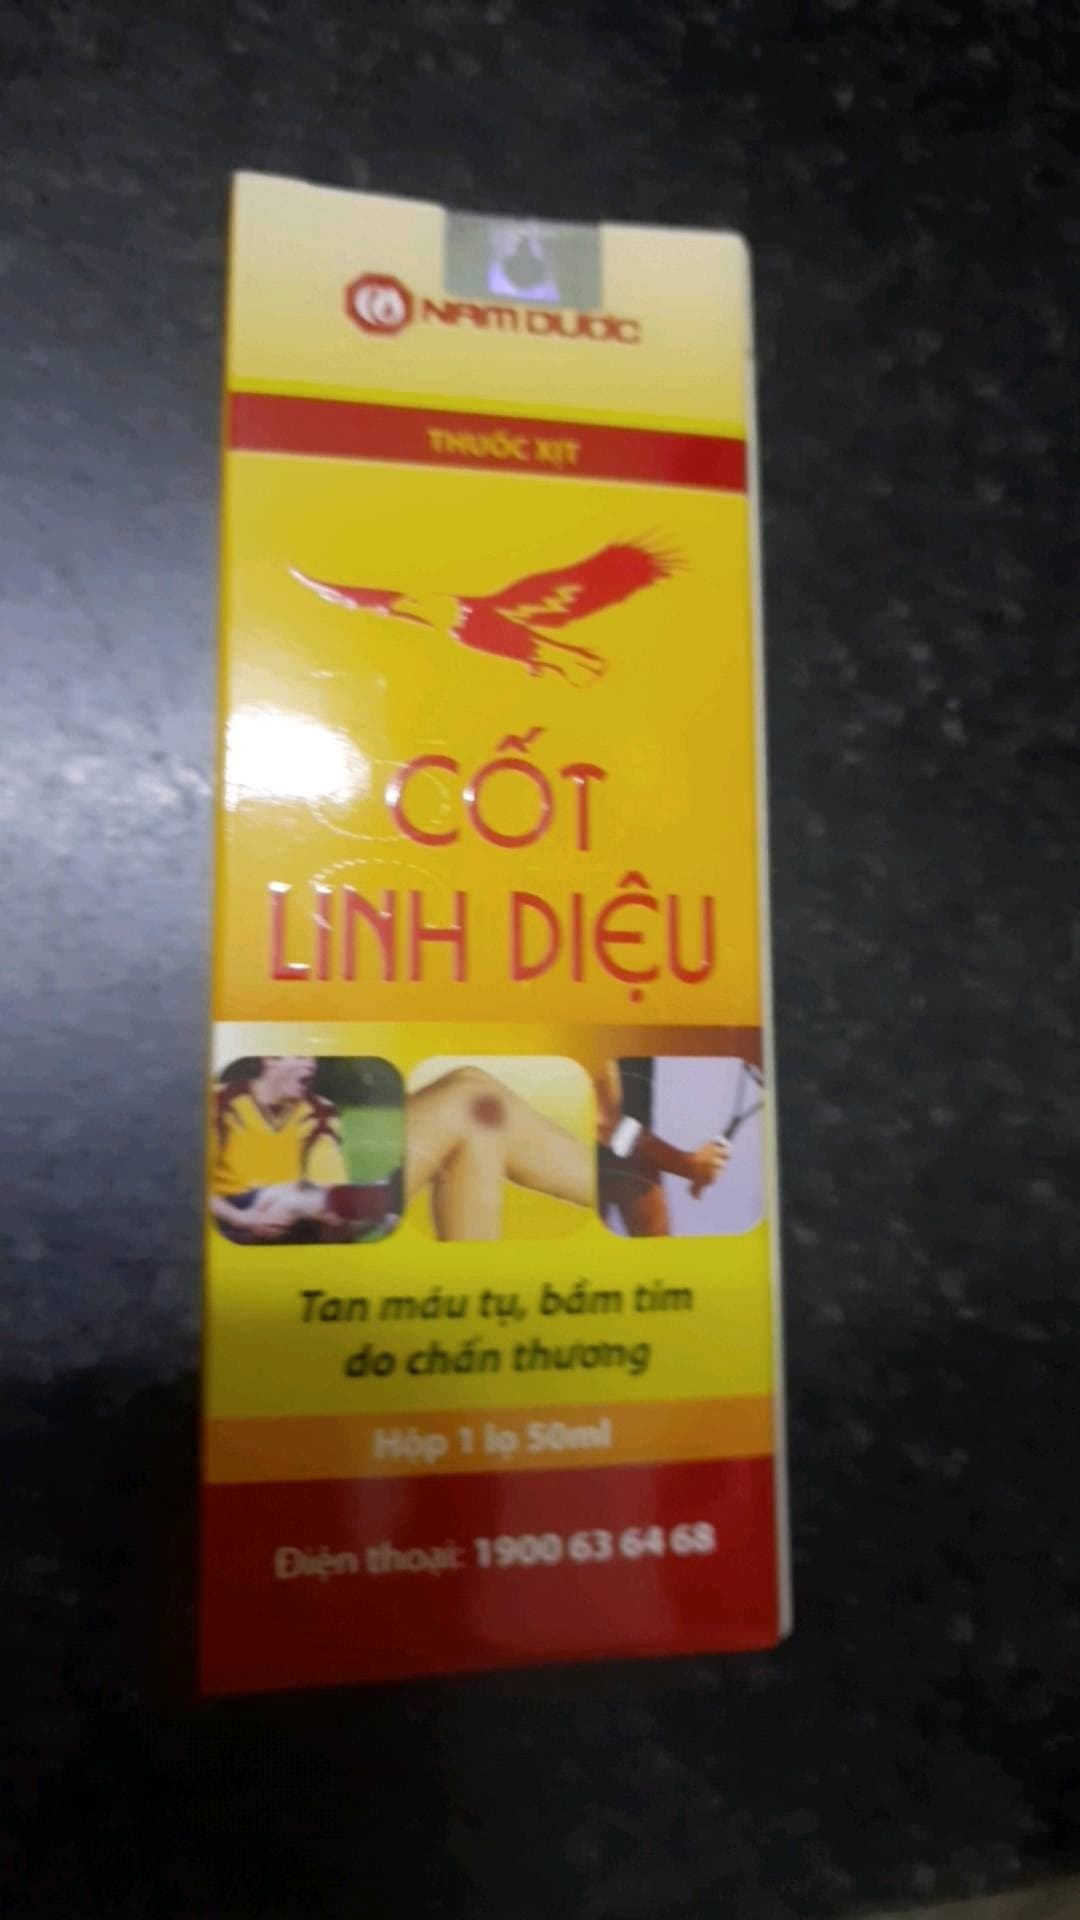 NAM DƯỢC
THUỐC XỊT
CỐT
LINH DIỆU
Tan máu tụ, bầm tím
do chấn thương
Hộp 1 lọ 50ml
Điện thoại: 1900 63 64 68